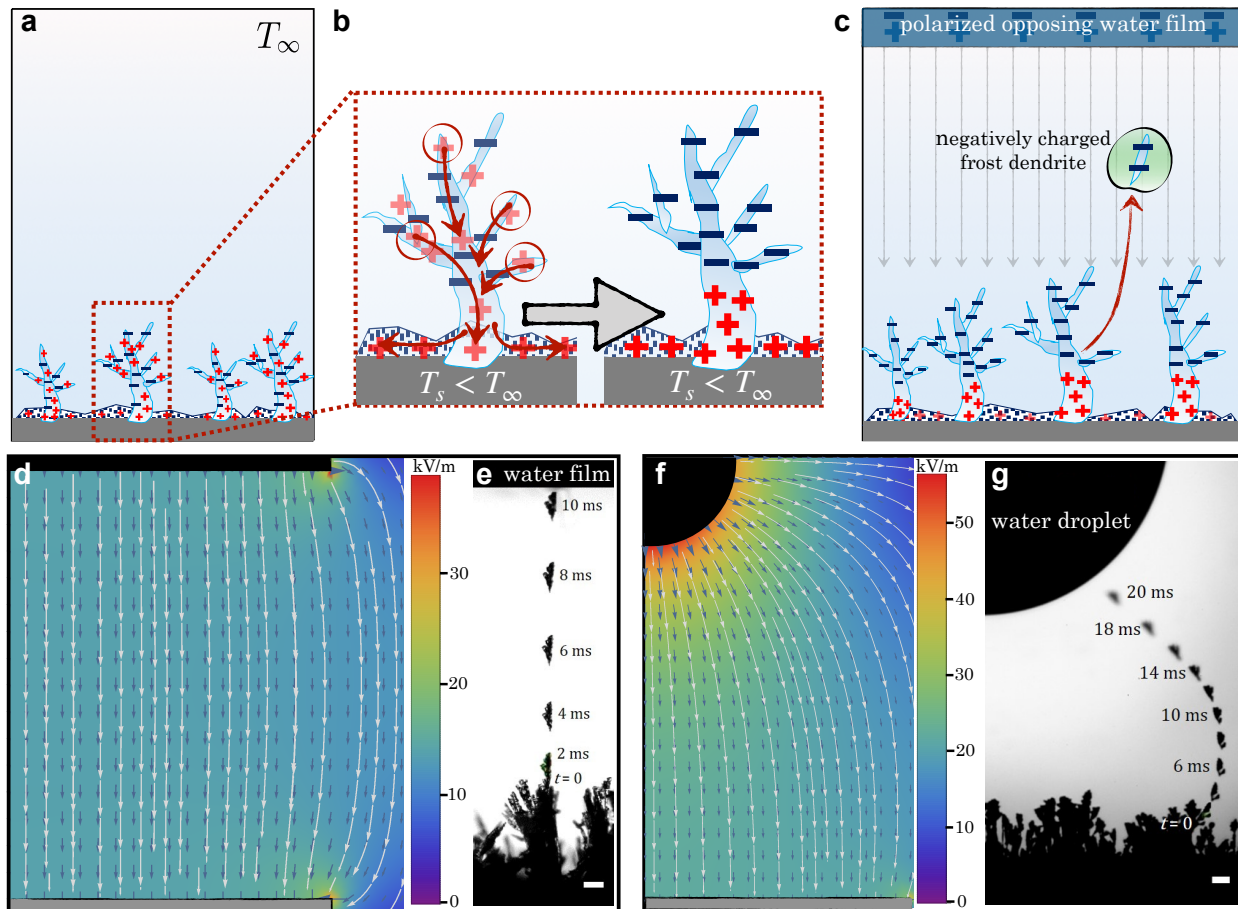 a
T∞
b
Ts < T∞
Ts < T∞
c
polarized opposing water film
negatively charged
frost dendrite
d
kV/m
30
20
10
0
e
water film
10 ms
8 ms
6 ms
4 ms
2 ms
t = 0
f
kV/m
50
40
30
20
10
0
g
water droplet
20 ms
18 ms
14 ms
10 ms
6 ms
t = 0